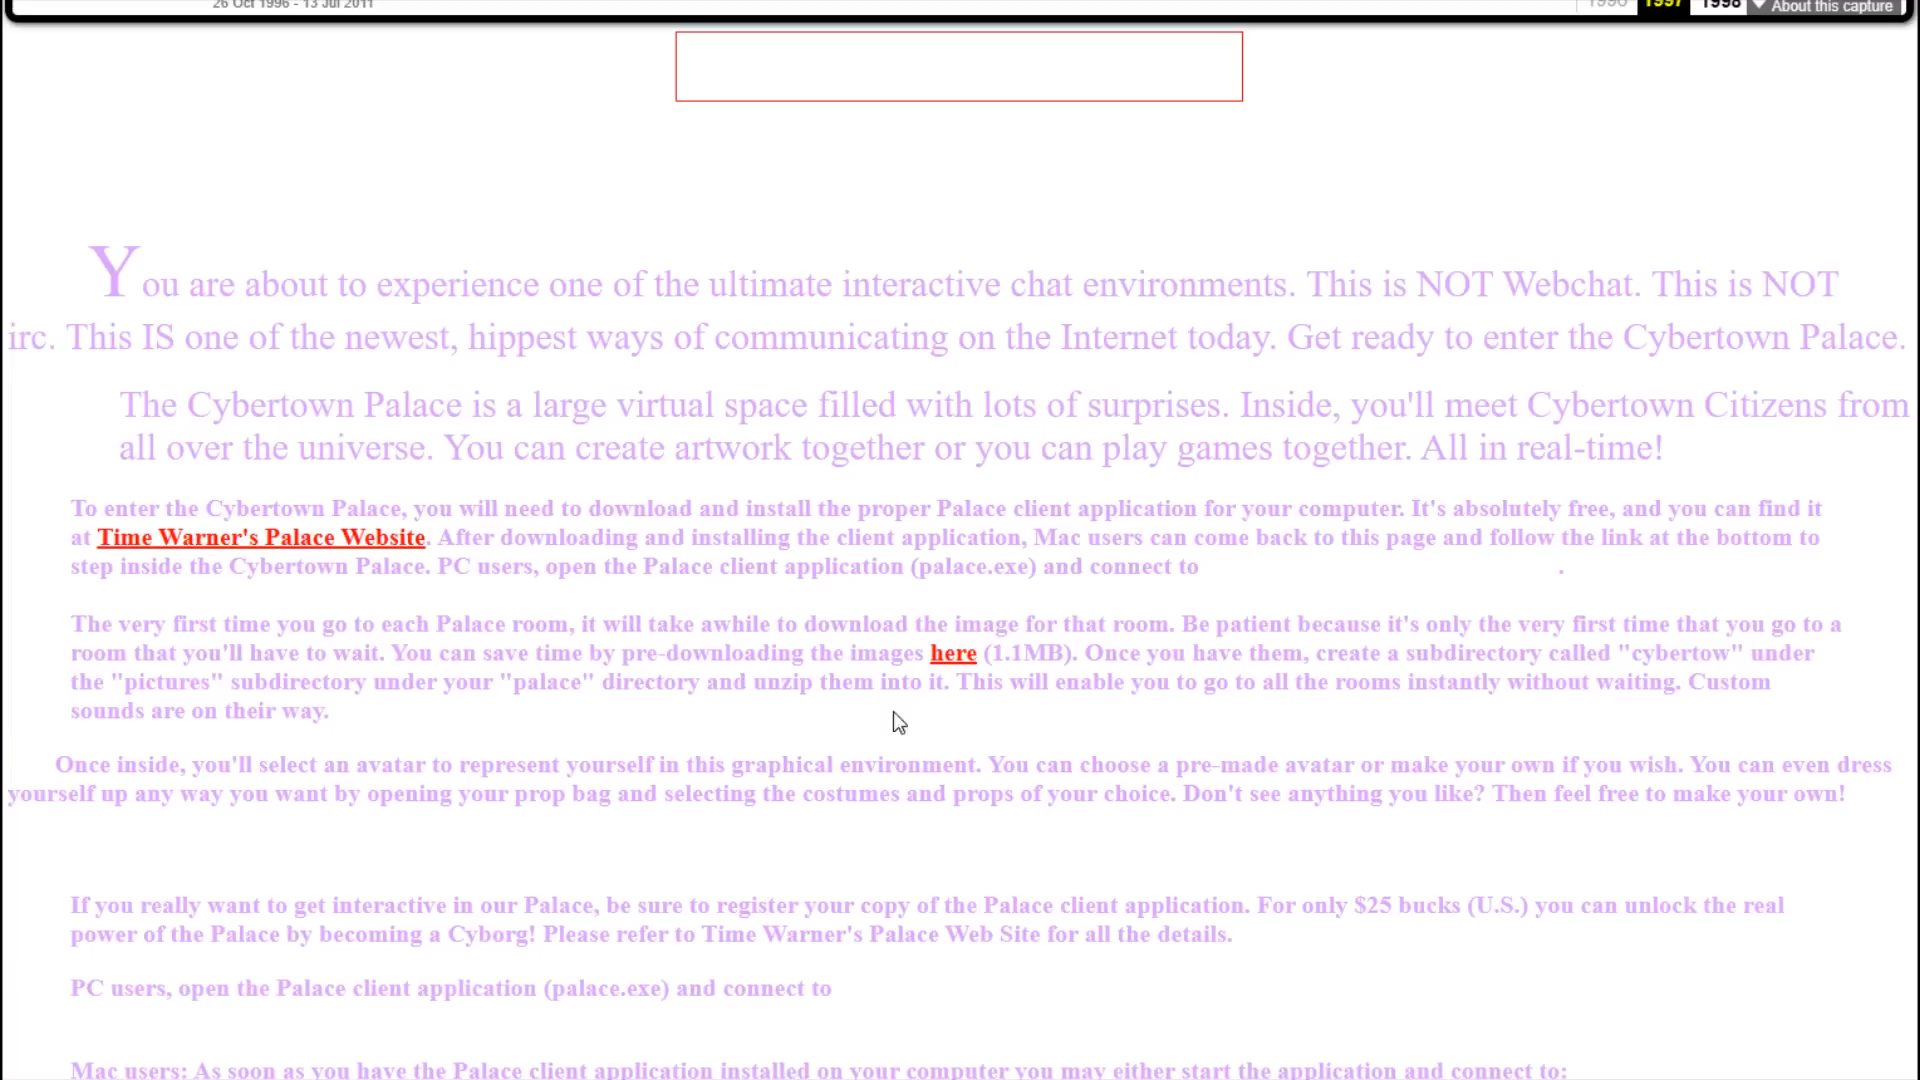 26 Oct 1996 - 13 Jul 2011
1996 1997 1998 About this capture
You are about to experience one of the ultimate interactive chat environments. This is NOT Webchat. This is NOT
irc. This IS one of the newest, hippest ways of communicating on the Internet today. Get ready to enter the Cybertown Palace.
The Cybertown Palace is a large virtual space filled with lots of surprises. Inside, you'll meet Cybertown Citizens from
all over the universe. You can create artwork together or you can play games together. All in real-time!
To enter the Cybertown Palace, you will need to download and install the proper Palace client application for your computer. It's absolutely free, and you can find it
at Time Warner's Palace Website. After downloading and installing the client application, Mac users can come back to this page and follow the link at the bottom to
step inside the Cybertown Palace. PC users, open the Palace client application (palace.exe) and connect to .
The very first time you go to each Palace room, it will take awhile to download the image for that room. Be patient because it's only the very first time that you go to a
room that you'll have to wait. You can save time by pre-downloading the images here (1.1MB). Once you have them, create a subdirectory called "cybertow" under
the "pictures" subdirectory under your "palace" directory and unzip them into it. This will enable you to go to all the rooms instantly without waiting. Custom
sounds are on their way.
Once inside, you'll select an avatar to represent yourself in this graphical environment. You can choose a pre-made avatar or make your own if you wish. You can even dress
yourself up any way you want by opening your prop bag and selecting the costumes and props of your choice. Don't see anything you like? Then feel free to make your own!
If you really want to get interactive in our Palace, be sure to register your copy of the Palace client application. For only $25 bucks (U.S.) you can unlock the real
power of the Palace by becoming a Cyborg! Please refer to Time Warner's Palace Web Site for all the details.
PC users, open the Palace client application (palace.exe) and connect to
Mac users: As soon as you have the Palace client application installed on your computer you may either start the application and connect to: